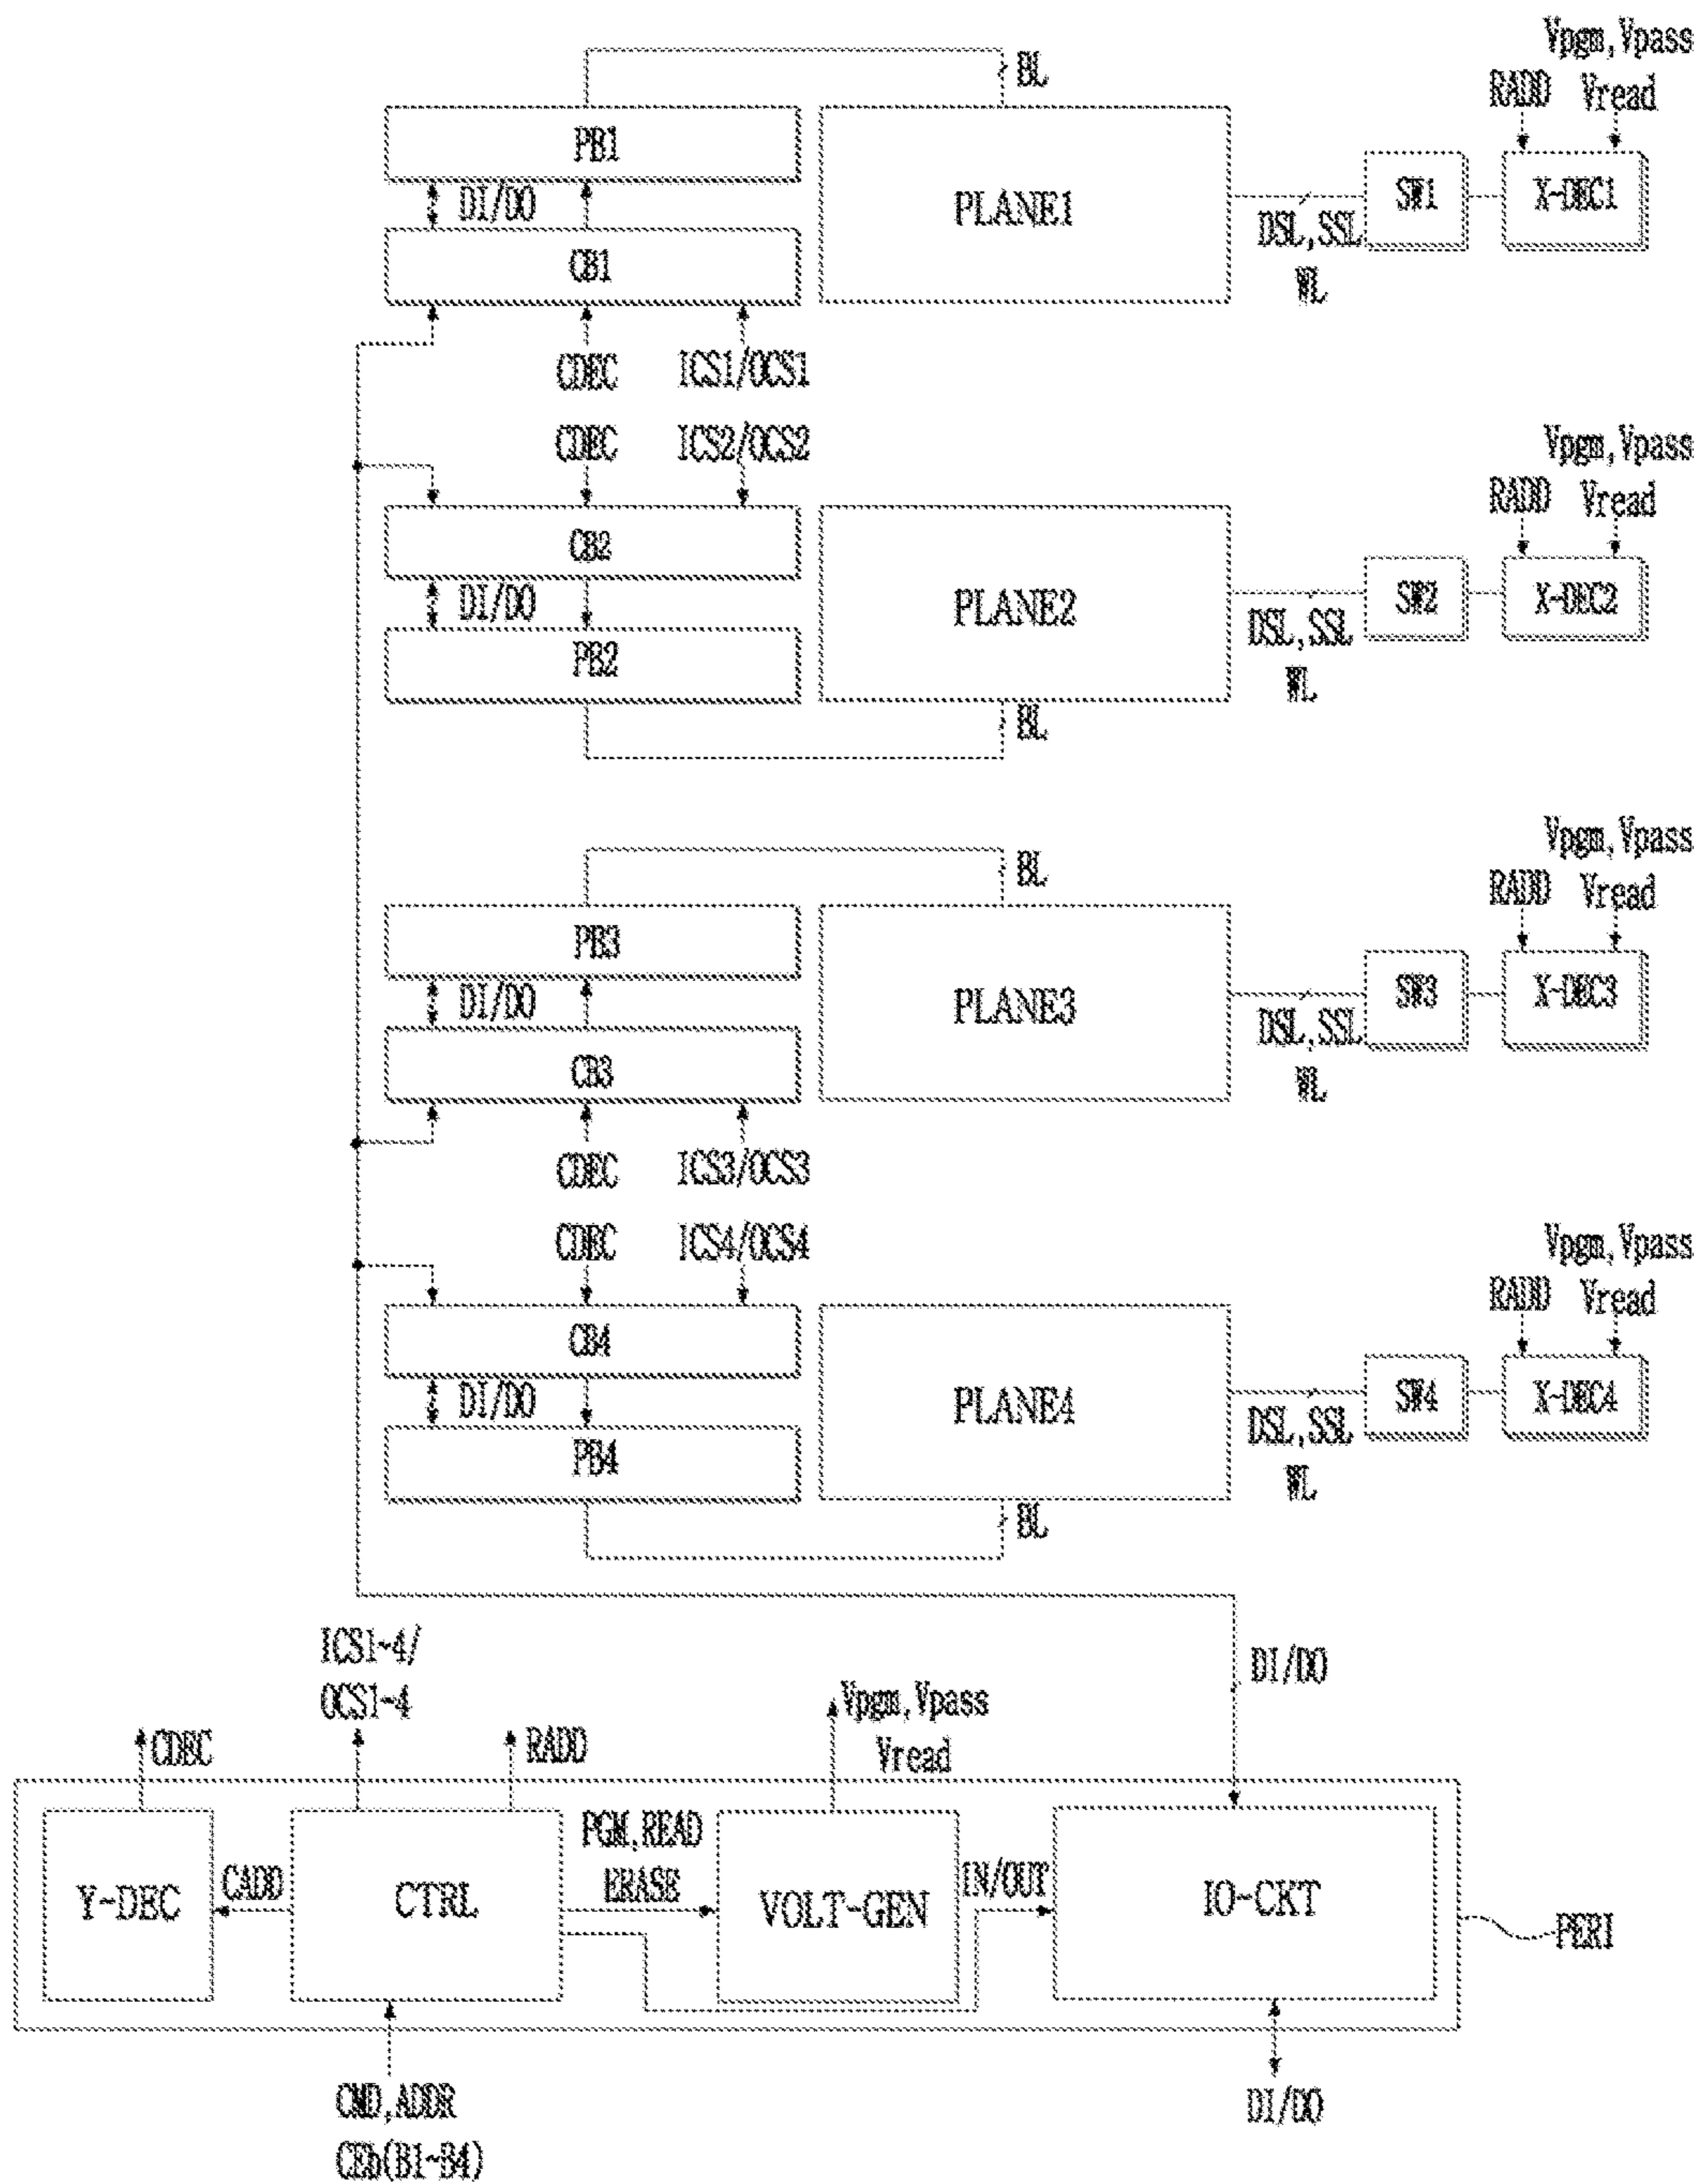 Vpgm,Vpass
BL
RADD Vread
PB1
PLANE1
SW1
X-DEC1
DI/DO
DSL,SSL
WL
CB1
CDEC
ICS1/OCS1
CDEC
ICS2/OCS2
Vpgm,Vpass
RADD Vread
CB2
PLANE2
SW2
X-DEC2
DI/DO
DSL,SSL
WL
PB2
BL
Vpgm,Vpass
BL
RADD Vread
PB3
PLANE3
SW3
X-DEC3
DI/DO
DSL,SSL
WL
CB3
CDEC
ICS3/OCS3
CDEC
ICS4/OCS4
Vpgm,Vpass
RADD Vread
CB4
PLANE4
SW4
X-DEC4
DI/DO
DSL,SSL
WL
PB4
BL
ICS1~4/
OCS1~4
DI/DO
Vpgm,Vpass
Vread
CDEC
RADD
PGM,READ
ERASE
IN/OUT
CADD
Y-DEC
CTRL
VOLT-GEN
IO-CKT
PERI
CMD,ADDR
CEb(B1~B4)
DI/DO